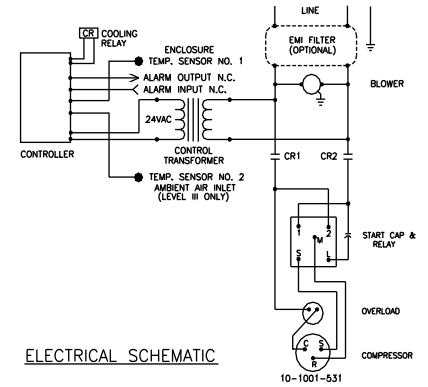 LINE
CR COOLING
RELAY
EMI FILTER
(OPTIONAL)
ENCLOSURE
TEMP. SENSOR NO. 1
ALARM OUTPUT N.C.
ALARM INPUT N.C.
BLOWER
24VAC
CONTROLLER
CONTROL
TRANSFORMER
CR1 CR2
TEMP. SENSOR NO. 2
AMBIENT AIR INLET
(LEVEL III ONLY)
1 2
M
S L
START CAP &
RELAY
OVERLOAD
C S
R
COMPRESSOR
ELECTRICAL SCHEMATIC
10-1001-531